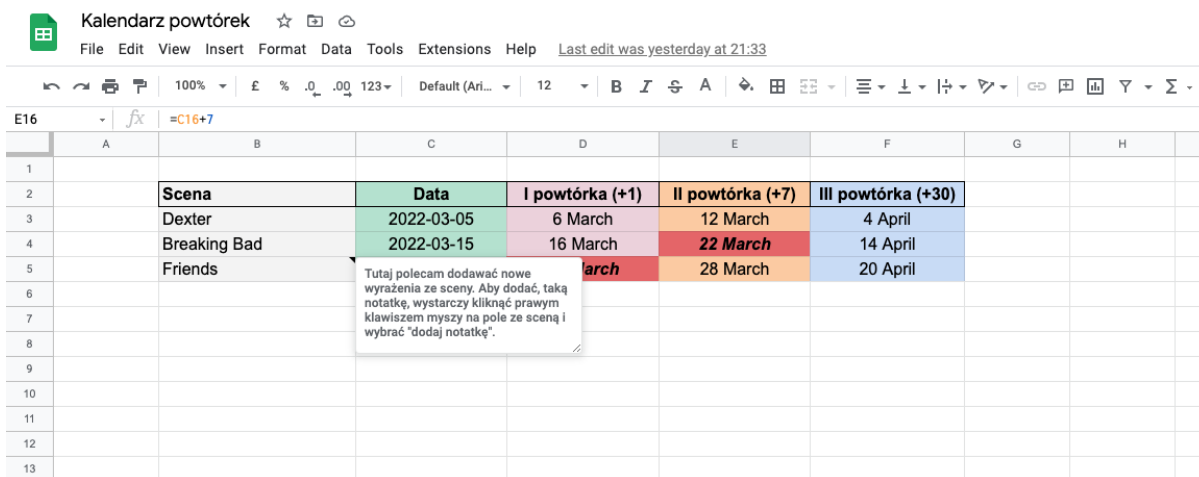 Kalendarz powtórek
File Edit View Insert Format Data Tools Extensions Help Last edit was yesterday at 21:33
100% £ % .0 .00 123 Default (Ari... 12 B I S A Σ
E16 fx =C16+7
A B C D E F G H
1
2 Scena Data I powtórka (+1) II powtórka (+7) III powtórka (+30)
3 Dexter 2022-03-05 6 March 12 March 4 April
4 Breaking Bad 2022-03-15 16 March 22 March 14 April
5 Friends 28 March 20 April
Tutaj polecam dodawać nowe
wyrażenia ze sceny. Aby dodać, taką
notatkę, wystarczy kliknąć prawym
klawiszem myszy na pole ze sceną i
wybrać "dodaj notatkę".
6
7
8
9
10
11
12
13